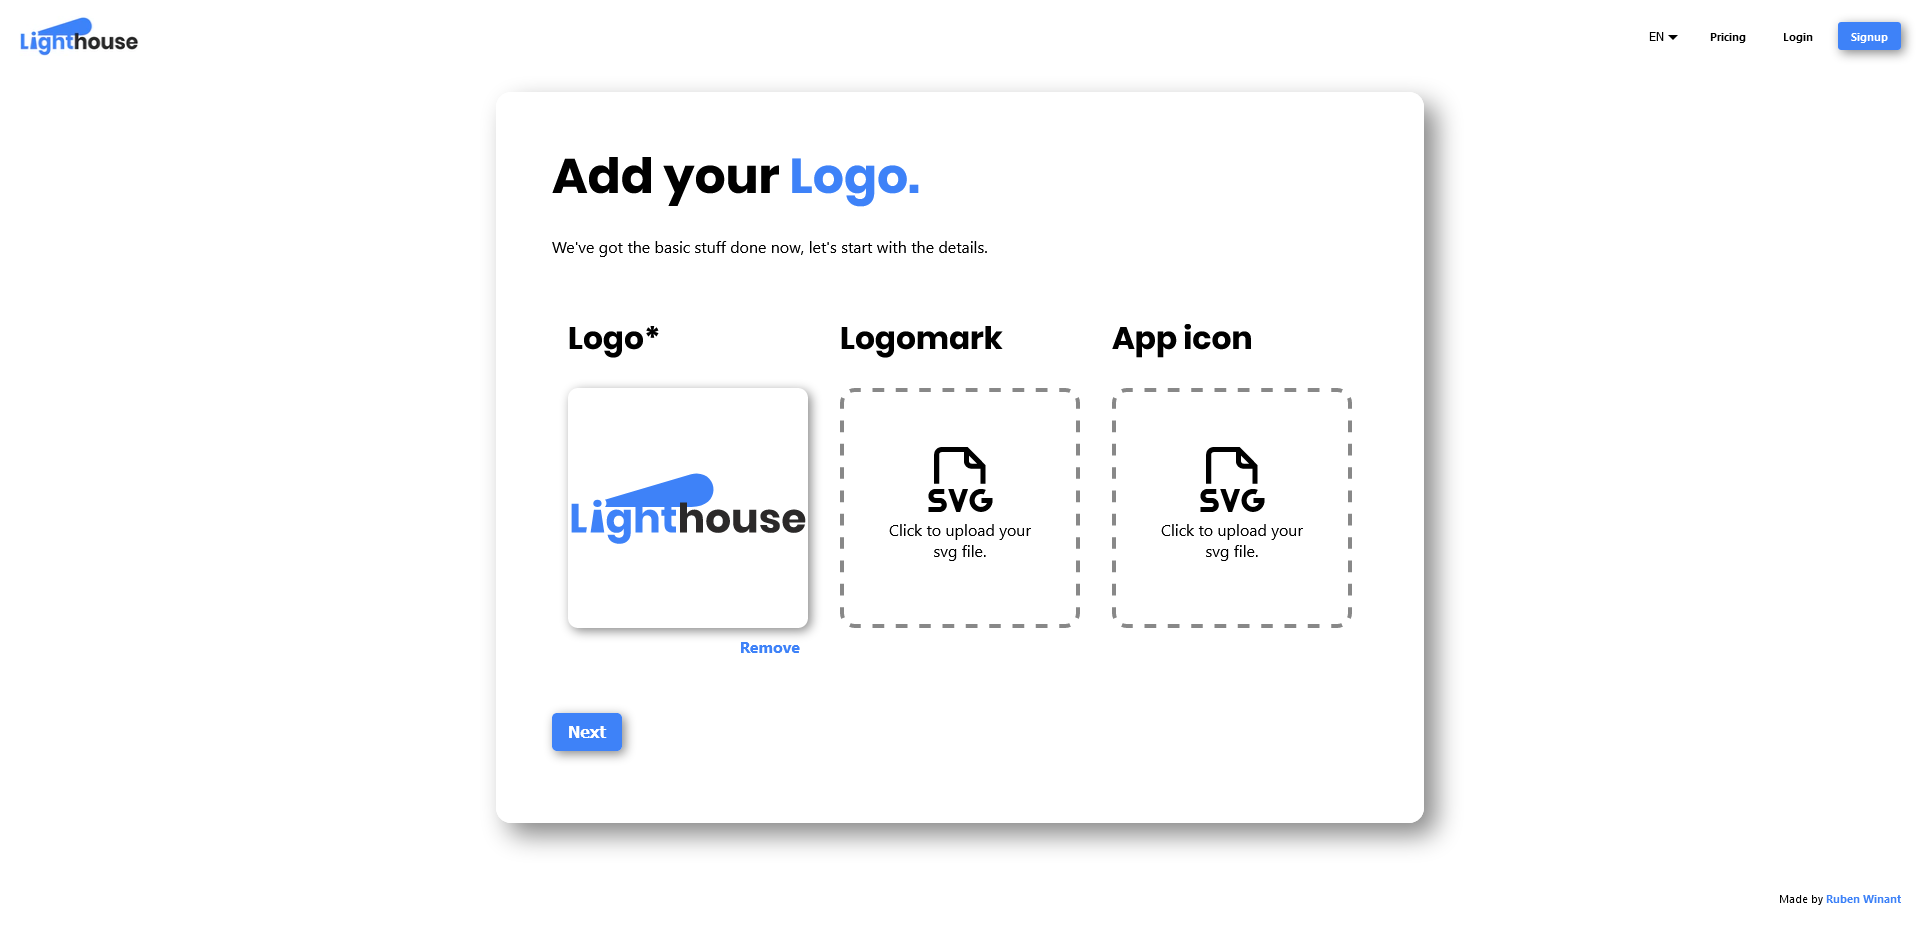 Lighthouse
EN
Pricing
Login
Signup
Add your Logo.
We've got the basic stuff done now, let's start with the details.
Logo*
Logomark
App icon
Lighthouse
SVG
Click to upload your
svg file.
SVG
Click to upload your
svg file.
Remove
Next
Made by Ruben Winant